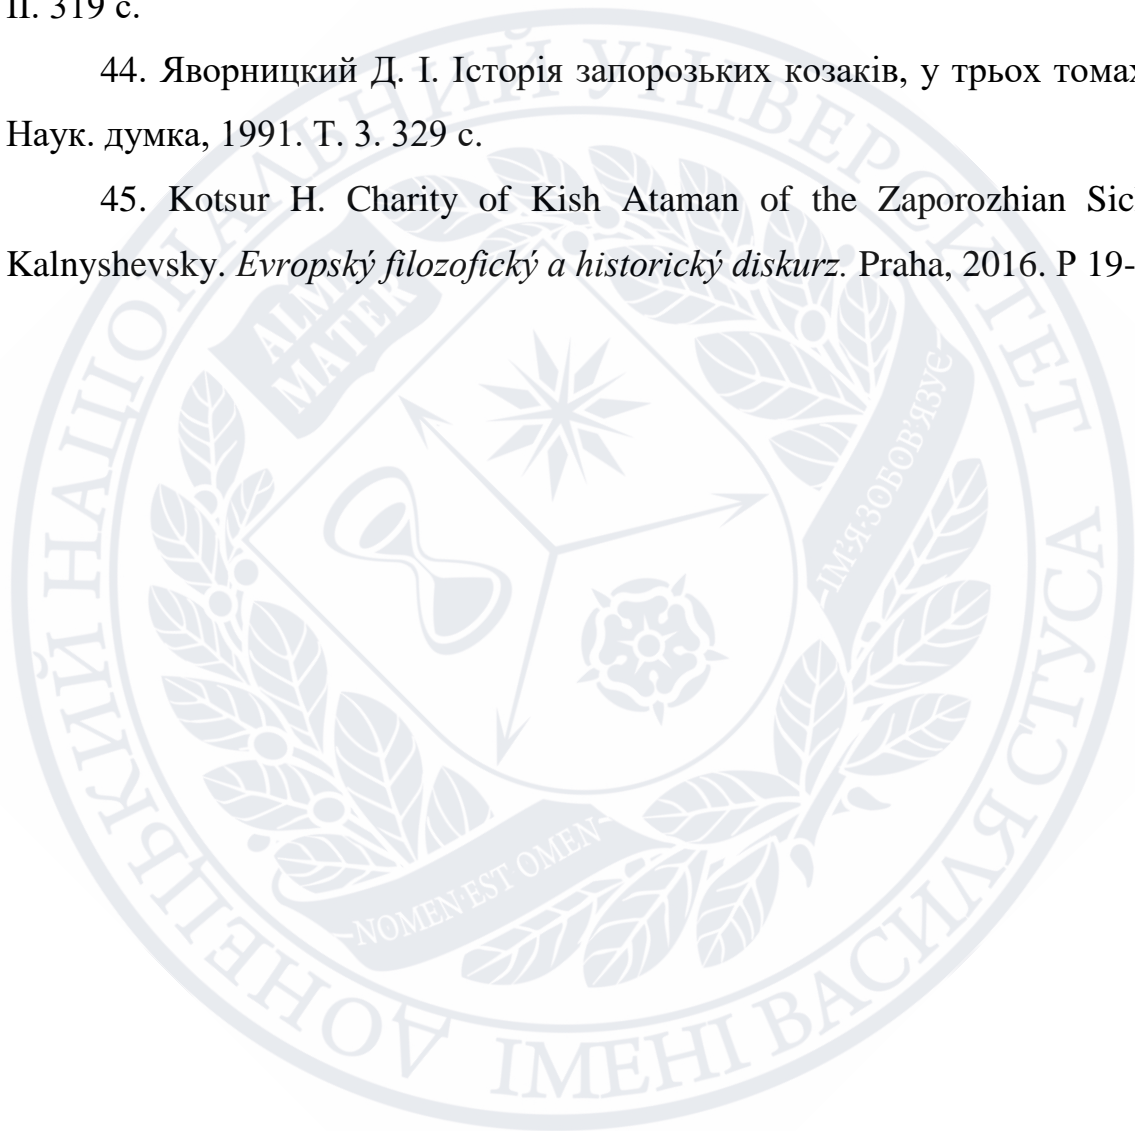 II. 319 с.
44. Яворницкий Д. І. Історія запорозьких козаків, у трьох томах
Наук. думка, 1991. Т. 3. 329 с.
45. Kotsur H. Charity of Kish Ataman of the Zaporozhian Sic
Kalnyshevsky. Evropský filozofický a historický diskurz. Praha, 2016. P 19-
ДОНЕЦЬКИЙ НАЦІОНАЛЬНИЙ УНІВЕРСИТЕТ
ІМЕНІ ВАСИЛЯ СТУСА
ALMA
MATER
ІМ'Я ЗОБОВ'ЯЗУЄ
NOMEN EST OMEN